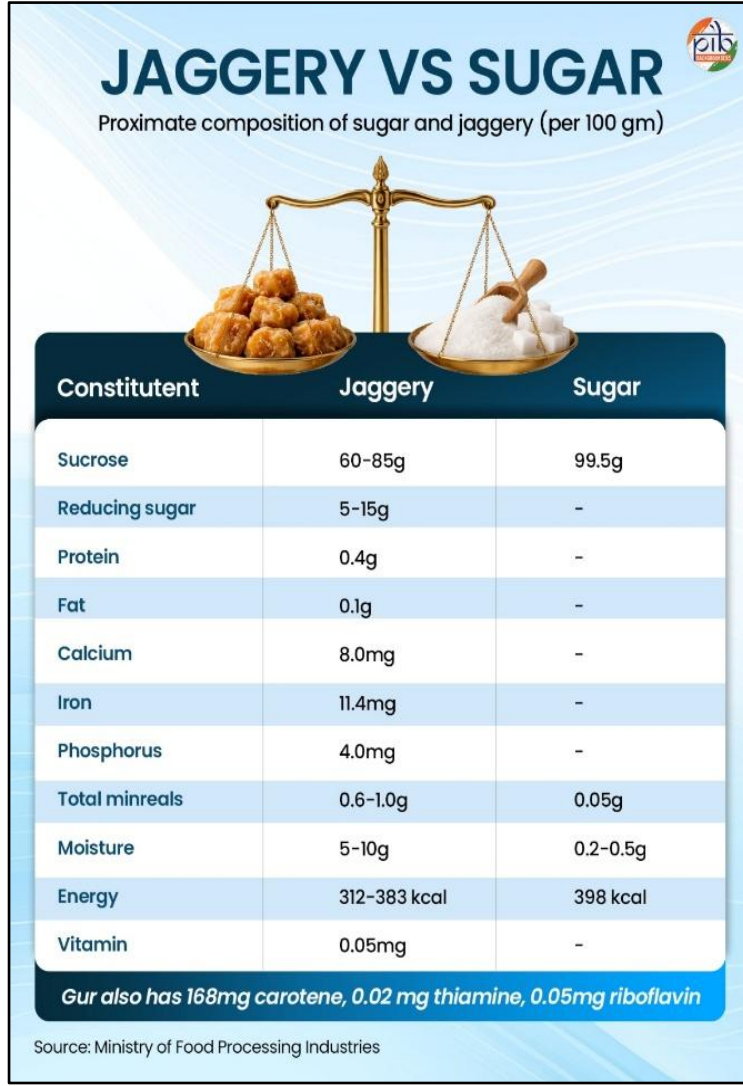 pib
JAGGERY VS SUGAR
Proximate composition of sugar and jaggery (per 100 gm)
Constitutent Jaggery Sugar
Sucrose 60-85g 99.5g
Reducing sugar 5-15g -
Protein 0.4g -
Fat 0.1g -
Calcium 8.0mg -
Iron 11.4mg -
Phosphorus 4.0mg -
Total minreals 0.6-1.0g 0.05g
Moisture 5-10g 0.2-0.5g
Energy 312-383 kcal 398 kcal
Vitamin 0.05mg -
Gur also has 168mg carotene, 0.02 mg thiamine, 0.05mg riboflavin
Source: Ministry of Food Processing Industries